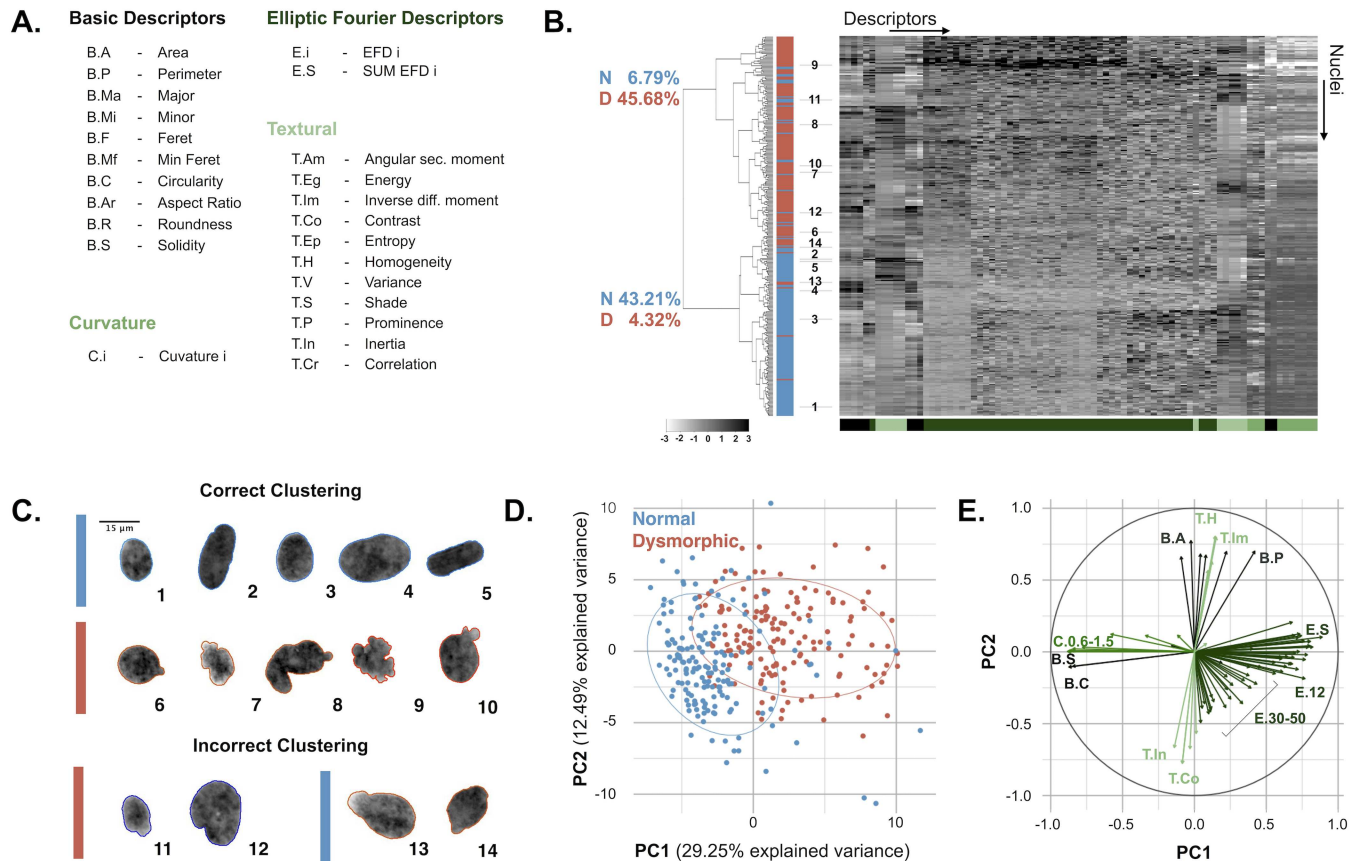 A.
Basic Descriptors
B.A - Area
B.P - Perimeter
B.Ma - Major
B.Mi - Minor
B.F - Feret
B.Mf - Min Feret
B.C - Circularity
B.Ar - Aspect Ratio
B.R - Roundness
B.S - Solidity
Curvature
C.i - Cuvature i
Elliptic Fourier Descriptors
E.i - EFD i
E.S - SUM EFD i
Textural
T.Am - Angular sec. moment
T.Eg - Energy
T.Im - Inverse diff. moment
T.Co - Contrast
T.Ep - Entropy
T.H - Homogeneity
T.V - Variance
T.S - Shade
T.P - Prominence
T.In - Inertia
T.Cr - Correlation
B.
Descriptors
Nuclei
N 6.79%
D 45.68%
N 43.21%
D 4.32%
9
11
8
10
7
12
6
14
2
5
13
4
3
1
-3 -2 -1 0 1 2 3
C.
Correct Clustering
15 µm
1 2 3 4 5
6 7 8 9 10
Incorrect Clustering
11 12 13 14
D.
Normal
Dysmorphic
PC2 (12.49% explained variance)
10
5
0
-5
-10
-5 0 5 10
PC1 (29.25% explained variance)
E.
PC2
1.0
0.5
0.0
-0.5
-1.0
T.H
B.A
T.Im
B.P
C.0.6-1.5
E.S
B.S
B.C
E.12
E.30-50
T.In
T.Co
-1.0 -0.5 0.0 0.5 1.0
PC1